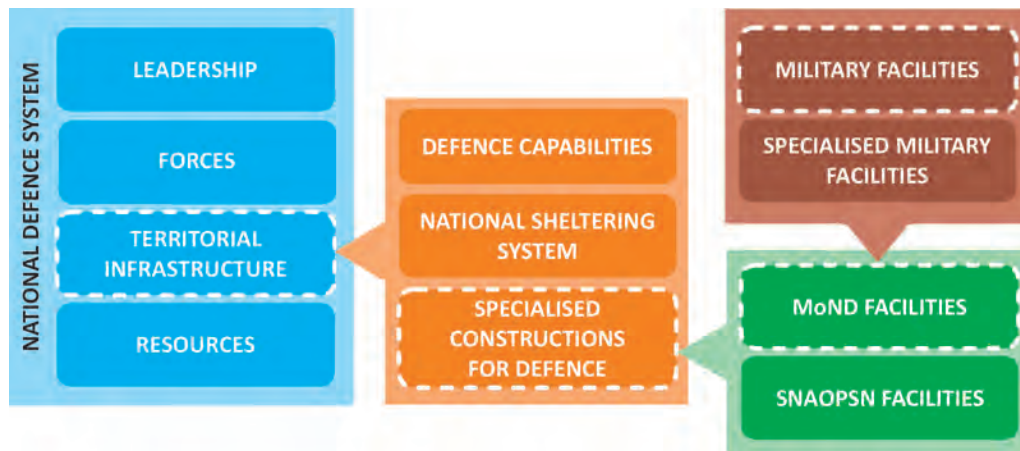 NATIONAL DEFENCE SYSTEM
LEADERSHIP
FORCES
TERRITORIAL
INFRASTRUCTURE
RESOURCES
DEFENCE CAPABILITIES
NATIONAL SHELTERING
SYSTEM
SPECIALISED
CONSTRUCTIONS
FOR DEFENCE
MILITARY FACILITIES
SPECIALISED MILITARY
FACILITIES
MoND FACILITIES
SNAOPSN FACILITIES